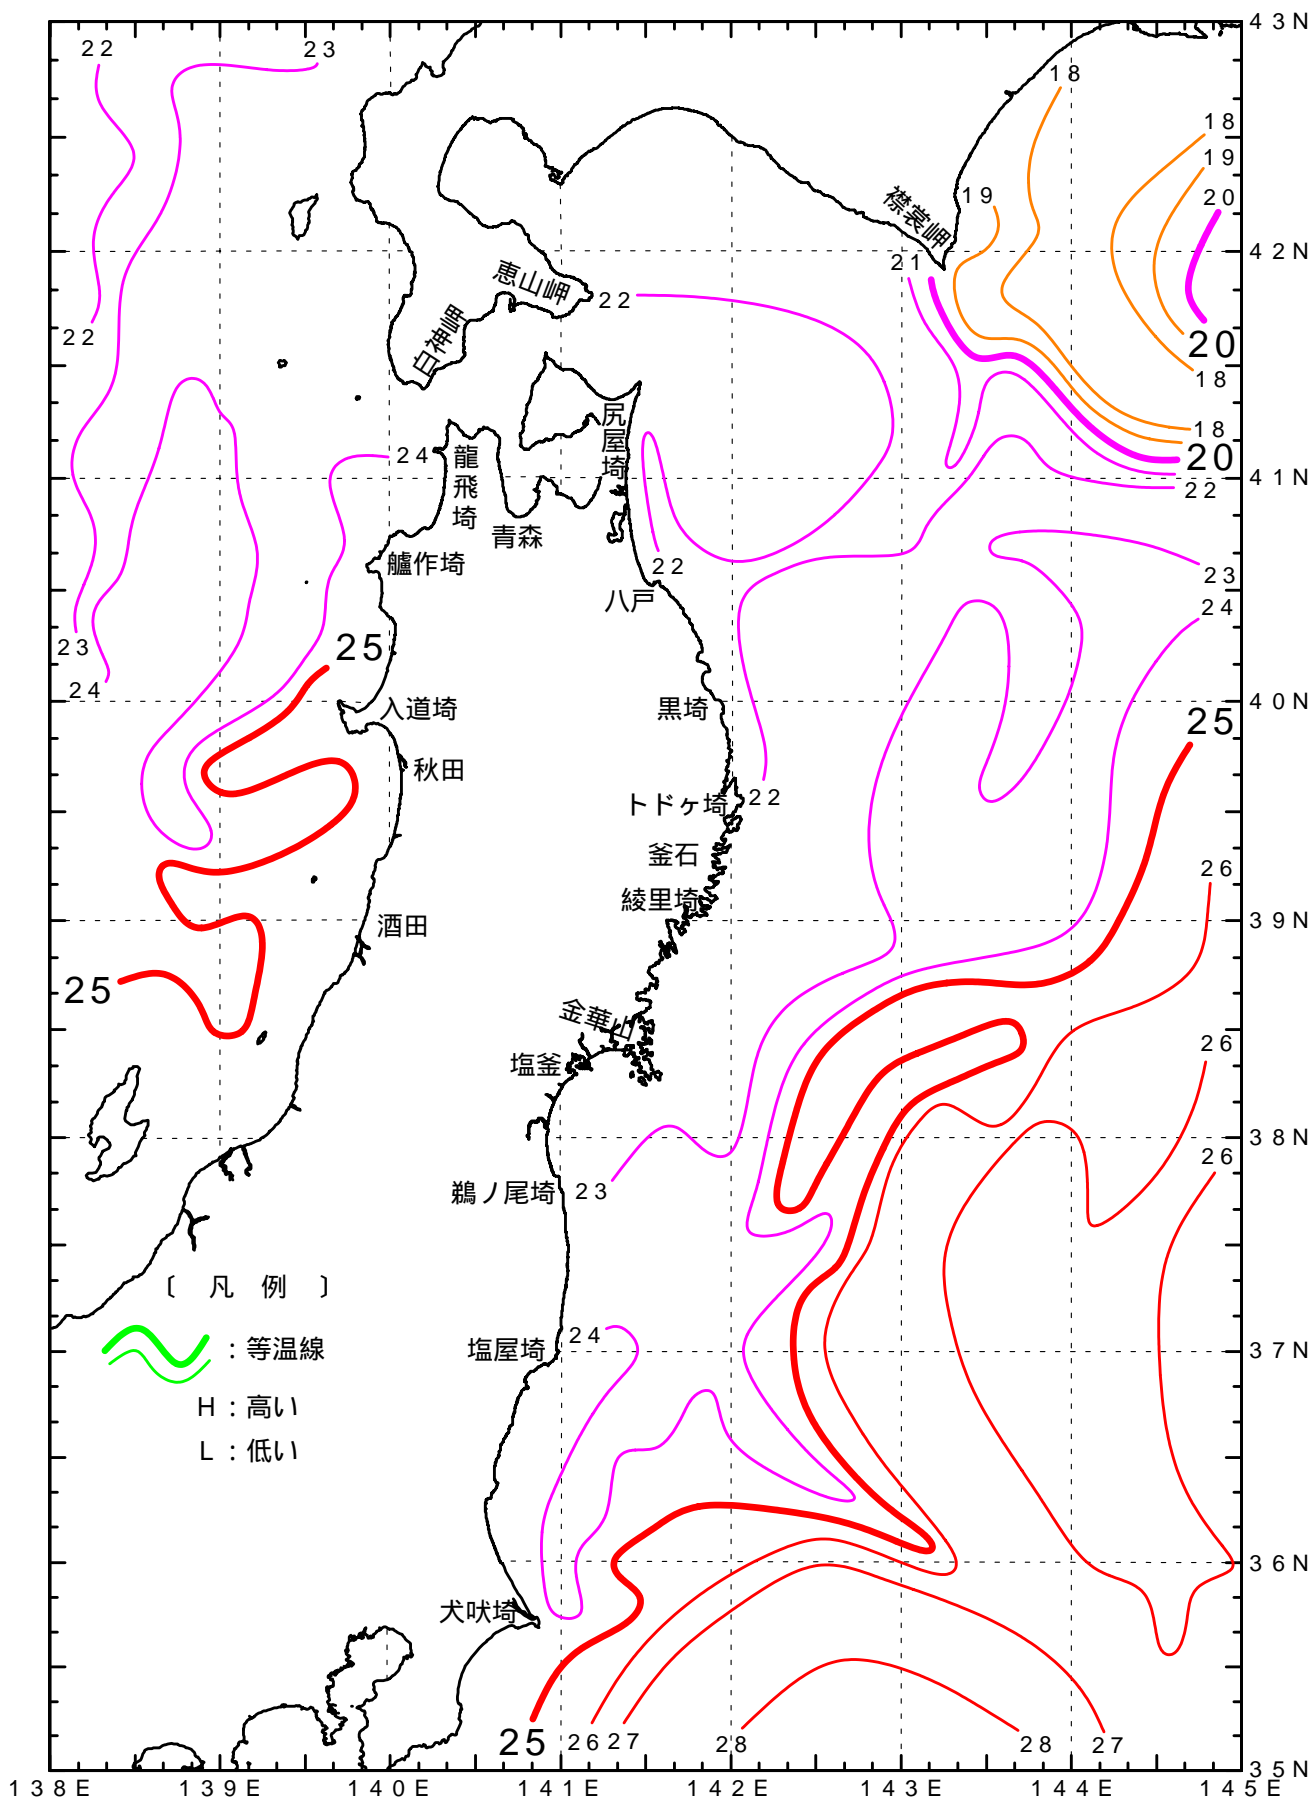 43N
22
23
18
18
19
20
19
襟裳岬
42N
21
恵山岬
22
22
白神岬
20
18
尻屋埼
18
24
龍飛埼
20
41N
22
青森
艫作埼
22
23
八戸
24
23
25
24
入道埼
黒埼
40N
25
秋田
トドヶ埼
22
釜石
26
綾里埼
39N
酒田
25
金華山
26
塩釜
38N
26
鵜ノ尾埼
23
〔 凡 例 〕
24
:等温線
塩屋埼
37N
H:高い
L:低い
36N
犬吠埼
25
26
27
28
28
27
35N
138E
139E
140E
141E
142E
143E
144E
145E